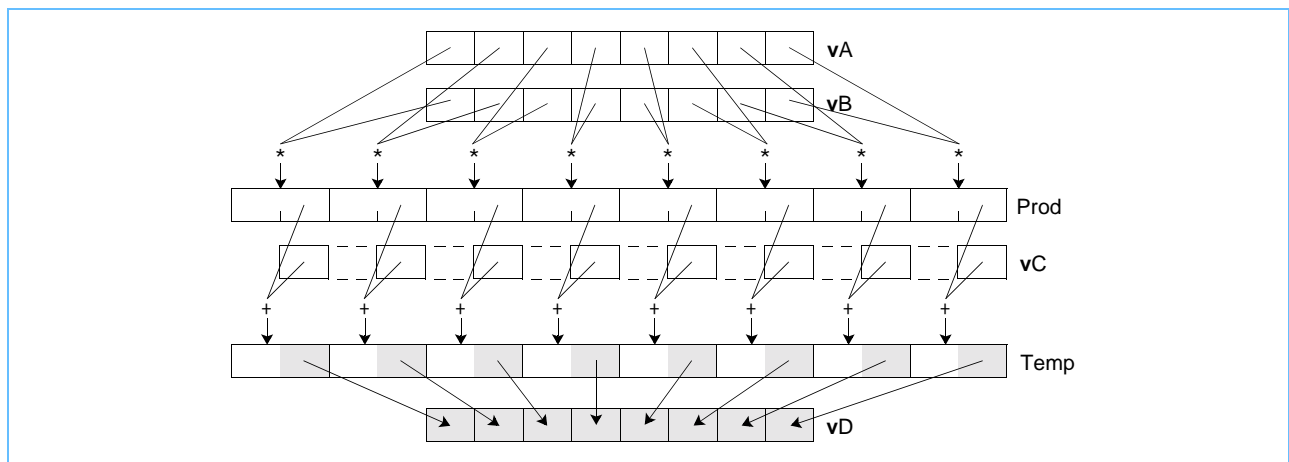 vA
vB
* * * * * * * *
Prod
vC
+ + + + + + + +
Temp
vD